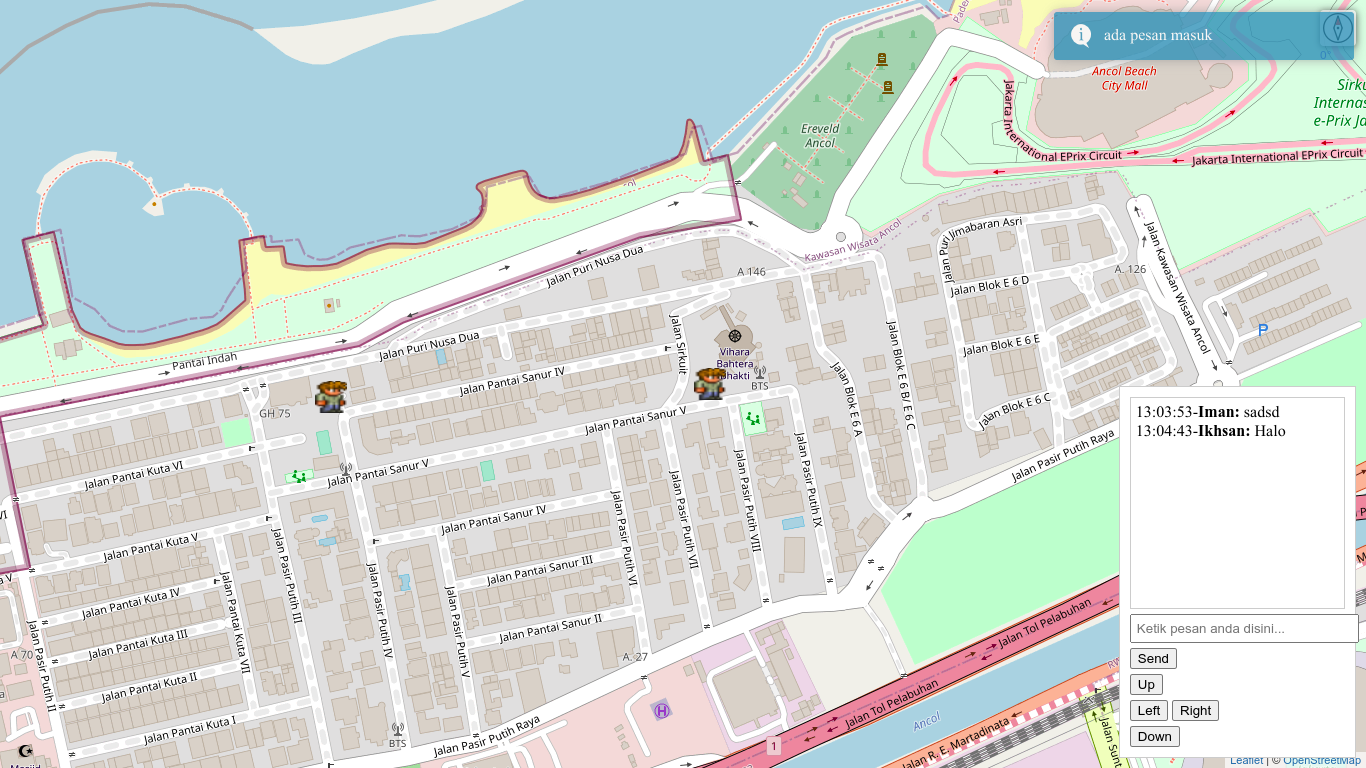 ada pesan masuk
Ancol Beach
City Mall
Ereveld
Ancol
Jakarta International EPrix Circuit
Jakarta International EPrix Circuit
Kawasan Wisata Ancol
Jalan Puri Jimabaran Asri
Jalan Kawasan Wisata Ancol
Jalan Puri Nusa Dua
A 146
A. 126
Jalan Blok E 6 D
Jalan Blok E 6 E
Jalan Blok E 6 C
Jalan Blok E 6 A
Jalan Blok E 6 B/ E 6 C
P
Jalan Sirkuit
Vihara
Bahtera
BTS
Pantai Indah
Jalan Puri Nusa Dua
Jalan Pantai Sanur IV
Jalan Pantai Sanur V
GH 75
Jalan Pantai Kuta VI
Jalan Pantai Sanur V
Jalan Pasir Putih Raya
Jalan Pasir Putih IX
Jalan Pasir Putih VIII
Jalan Pasir Putih VII
Jalan Pasir Putih VI
Jalan Pantai Sanur IV
Jalan Pantai Sanur III
Jalan Pantai Sanur II
Jalan Pantai Kuta V
Jalan Pantai Kuta IV
Jalan Pantai Kuta III
Jalan Pantai Kuta II
Jalan Pantai Kuta I
Jalan Pantai Kuta VII
Jalan Pasir Putih II
Jalan Pasir Putih III
Jalan Pasir Putih IV
Jalan Pasir Putih V
A 70
A. 27
H
BTS
Jalan Pasir Putih Raya
Jalan Tol Pelabuhan
Jalan Tol Pelabuhan
Ancol
1
Jalan R. E. Martadinata
13:03:53-Iman: sadsd
13:04:43-Ikhsan: Halo
Ketik pesan anda disini...
Send
Up
Left Right
Down
Leaflet | © OpenStreetMap